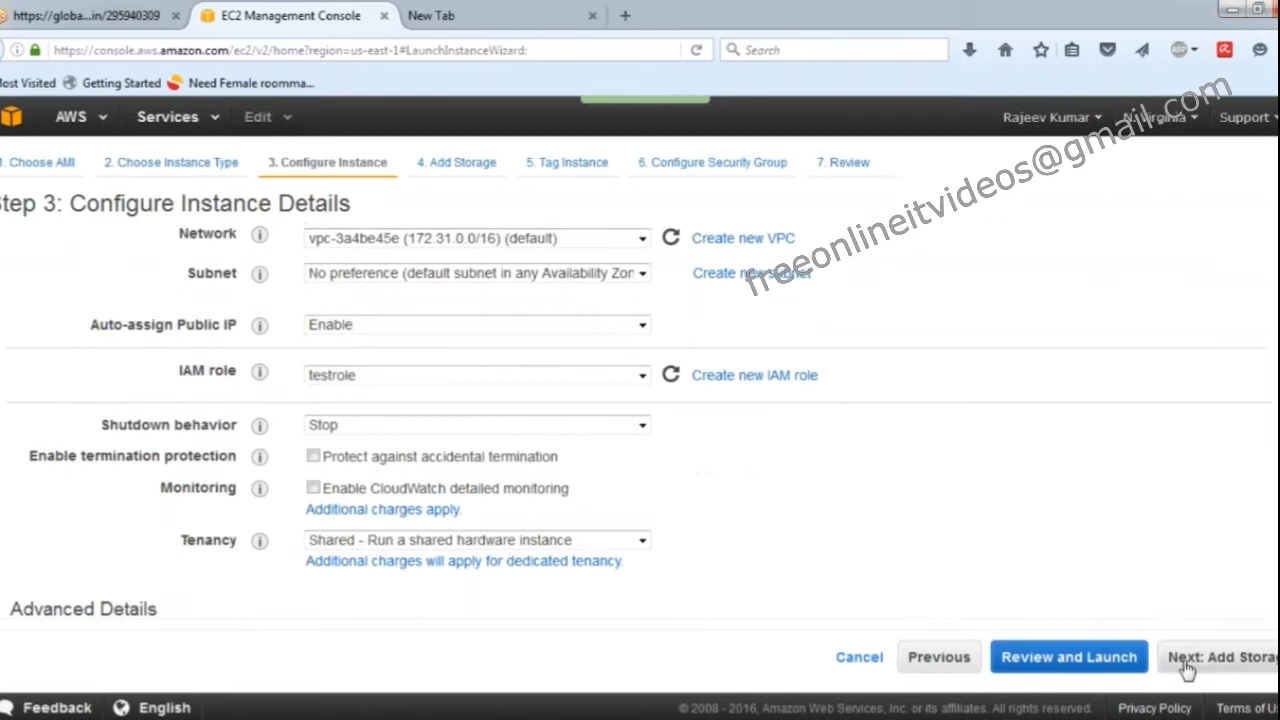 https://globa...in/295940309
EC2 Management Console
New Tab
https://console.aws.amazon.com/ec2/v2/home?region=us-east-1#LaunchInstanceWizard:
Search
ABP
ost Visited
Getting Started
Need Female roomma...
AWS
Services
Edit
Rajeev Kumar
N. Virginia
Support
freeonlineitvideos@gmail.com
1. Choose AMI
2. Choose Instance Type
3. Configure Instance
4. Add Storage
5. Tag Instance
6. Configure Security Group
7. Review
Step 3: Configure Instance Details
Network
vpc-3a4be45e (172.31.0.0/16) (default)
Create new VPC
Subnet
No preference (default subnet in any Availability Zon
Create new subnet
Auto-assign Public IP
Enable
IAM role
testrole
Create new IAM role
Shutdown behavior
Stop
Enable termination protection
Protect against accidental termination
Monitoring
Enable CloudWatch detailed monitoring
Additional charges apply.
Tenancy
Shared - Run a shared hardware instance
Additional charges will apply for dedicated tenancy.
Advanced Details
Cancel
Previous
Review and Launch
Next: Add Storag
Feedback
English
© 2008 - 2016, Amazon Web Services, Inc. or its affiliates. All rights reserved.
Privacy Policy
Terms of U